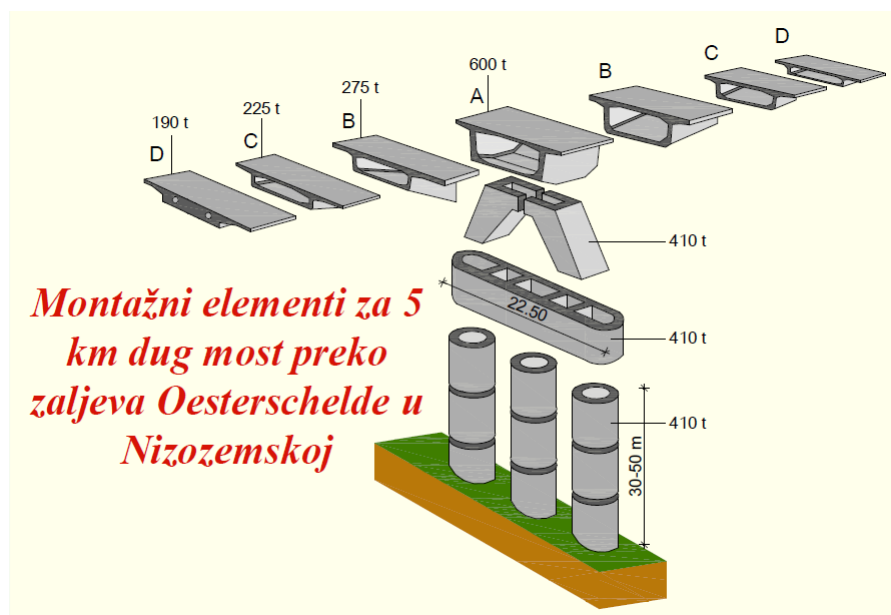 D
C
600 t
B
275 t
A
225 t
B
190 t
C
D
410 t
22.50
410 t
410 t
30-50 m
Montažni elementi za 5
km dug most preko
zaljeva Oesterschelde u
Nizozemskoj